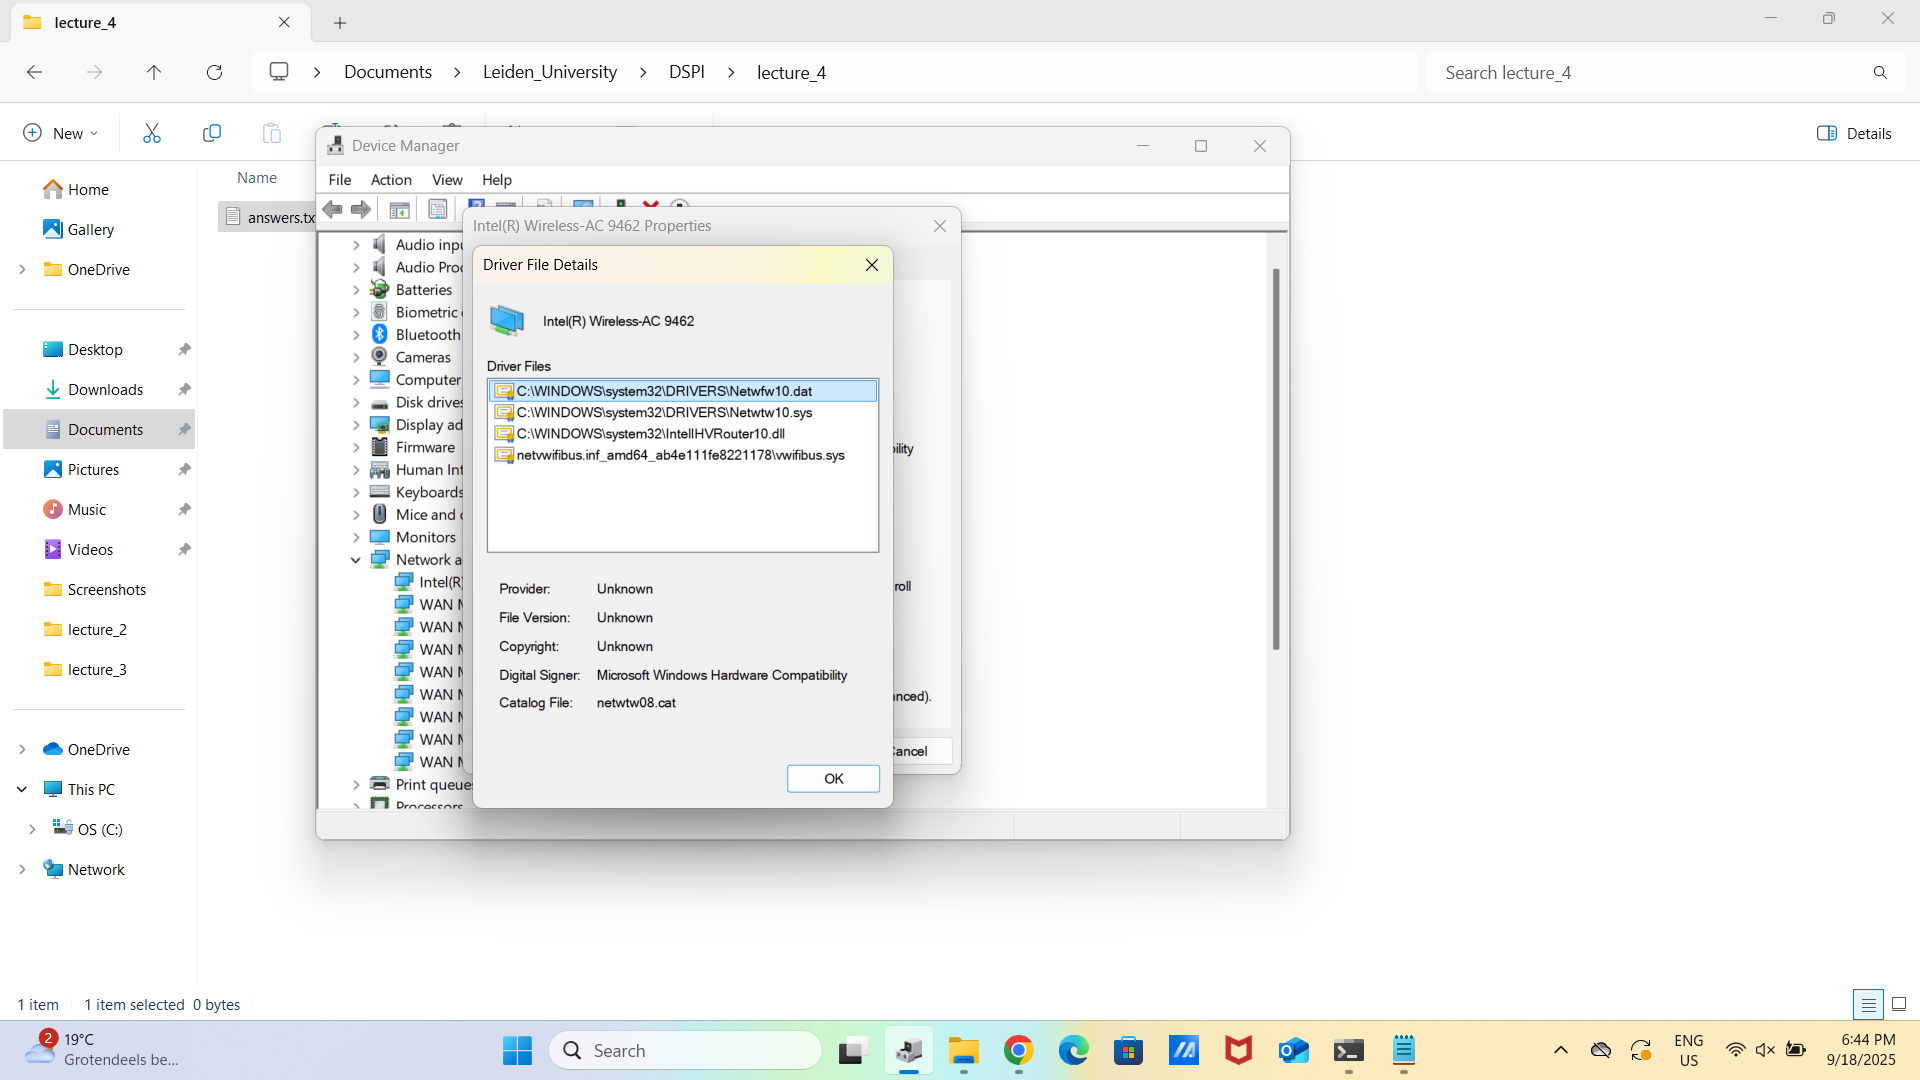 lecture_4
Documents
Leiden_University
DSPI
lecture_4
Search lecture_4
New
Details
Home
Gallery
OneDrive
Desktop
Downloads
Documents
Pictures
Music
Videos
Screenshots
lecture_2
lecture_3
OneDrive
This PC
OS (C:)
Network
Name
answers.tx
Device Manager
File Action View Help
Audio inpu
Audio Proc
Batteries
Biometric
Bluetooth
Cameras
Computer
Disk drives
Display ad
Firmware
Human Int
Keyboards
Mice and
Monitors
Network a
Intel(R)
WAN M
WAN M
WAN M
WAN M
WAN M
WAN M
WAN M
WAN M
Print queues
Processors
Intel(R) Wireless-AC 9462 Properties
ility
roll
nced).
Cancel
Driver File Details
Intel(R) Wireless-AC 9462
Driver Files
C:\WINDOWS\system32\DRIVERS\Netwfw10.dat
C:\WINDOWS\system32\DRIVERS\Netwtw10.sys
C:\WINDOWS\system32\IntelIHVRouter10.dll
netvwifibus.inf_amd64_ab4e111fe8221178\vwifibus.sys
Provider: Unknown
File Version: Unknown
Copyright: Unknown
Digital Signer: Microsoft Windows Hardware Compatibility
Catalog File: netwtw08.cat
OK
1 item 1 item selected 0 bytes
2
19°C
Grotendeels be...
Search
ENG
US
6:44 PM
9/18/2025